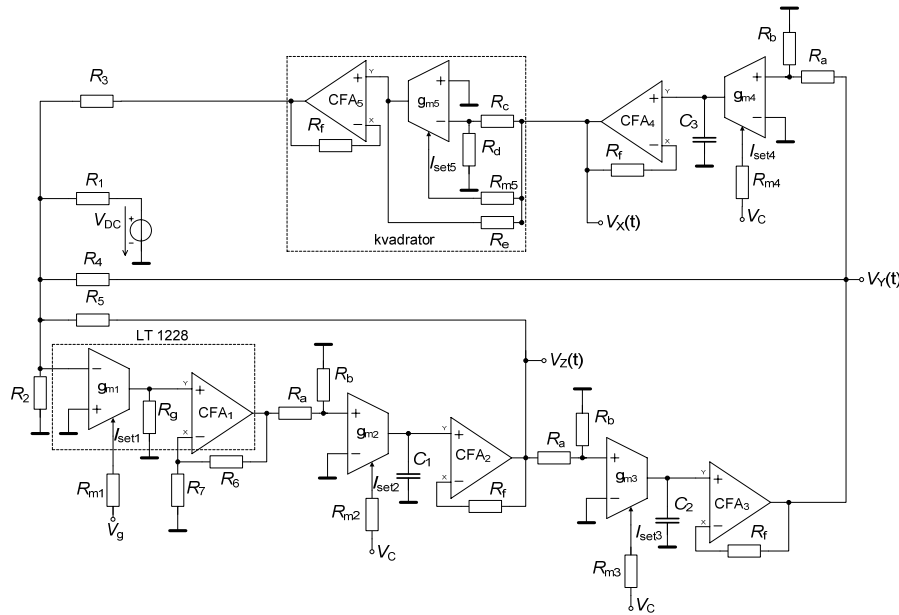 R3
Rf
CFA5
Y
X
gm5
Rc
Rd
Iset5
Rm5
Re
kvadrator
CFA4
Y
X
Rf
VX(t)
C3
gm4
Rb
Ra
Iset4
Rm4
VC
R1
VDC
+
−
R4
VY(t)
R5
LT 1228
VZ(t)
R2
gm1
Iset1
Rm1
Vg
Rg
Y
CFA1
X
R6
R7
Ra
Rb
gm2
Iset2
Rm2
VC
C1
Y
CFA2
X
Rf
Ra
Rb
gm3
Iset3
Rm3
VC
C2
Y
CFA3
X
Rf